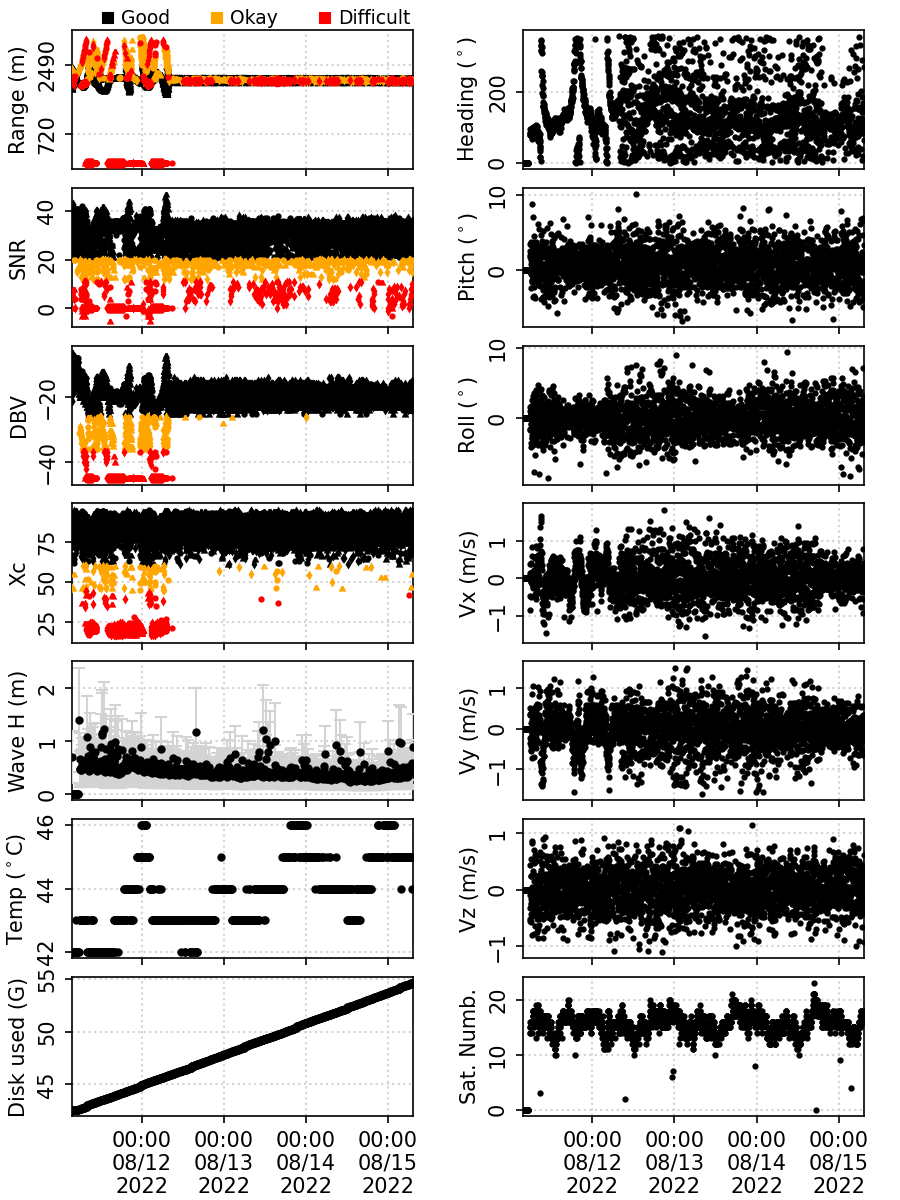 Good Okay Difficult
Range (m)
2490
720
Heading (°)
200
0
SNR
40
20
0
Pitch (°)
10
0
DBV
−20
−40
Roll (°)
10
0
Xc
75
50
25
Vx (m/s)
1
0
−1
Wave H (m)
2
1
0
Vy (m/s)
1
0
−1
Temp (°C)
46
44
42
Vz (m/s)
1
0
−1
Disk used (G)
55
50
45
Sat. Numb.
20
10
0
00:00 00:00 00:00 00:00 00:00 00:00 00:00 00:00
08/12 08/13 08/14 08/15 08/12 08/13 08/14 08/15
2022 2022 2022 2022 2022 2022 2022 2022